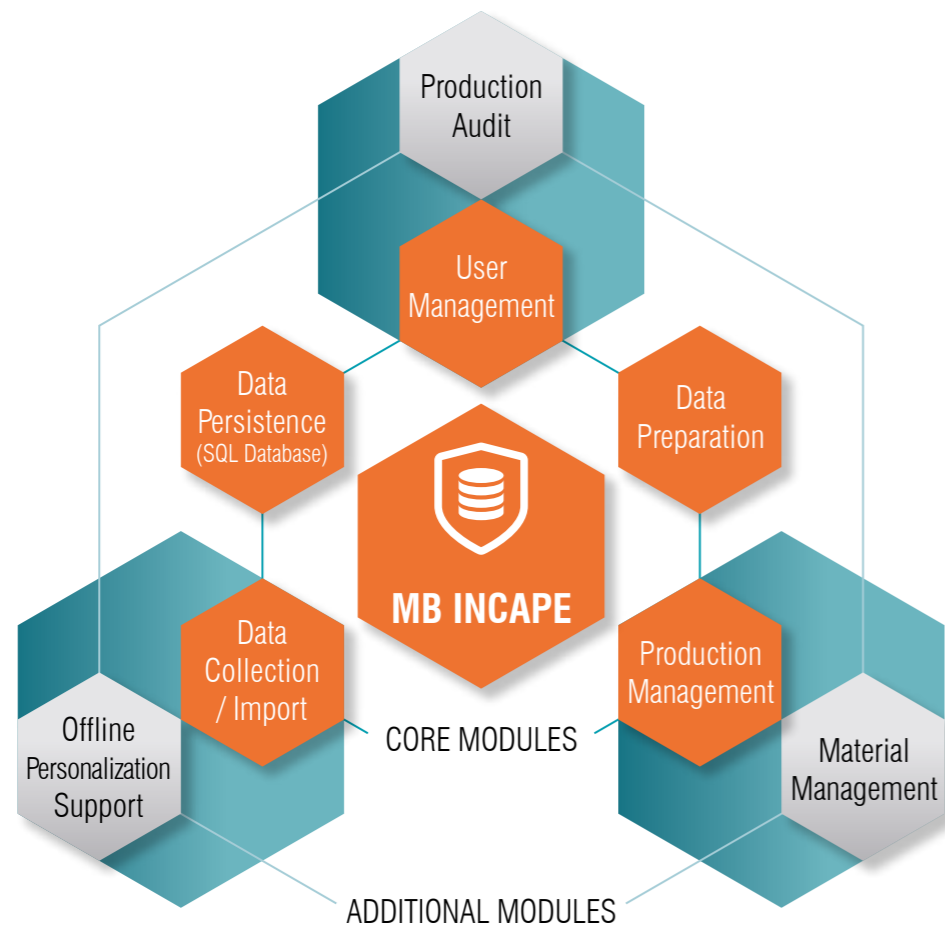 Production
Audit
User
Management
Data
Persistence
(SQL Database)
Data
Preparation
MB INCAPE
Data
Collection
/ Import
Production
Management
CORE MODULES
Offline
Personalization
Support
Material
Management
ADDITIONAL MODULES